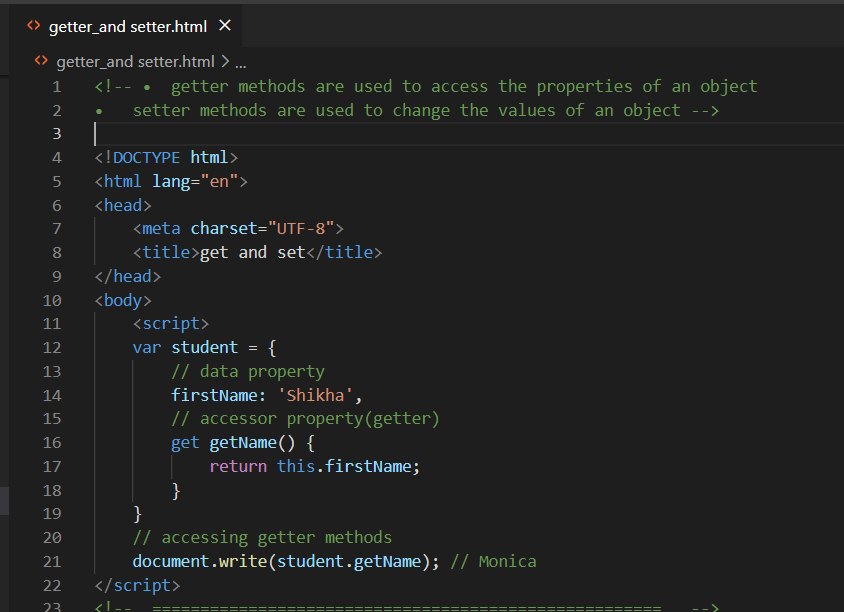 <> getter_and setter.html ×
<> getter_and setter.html > ...
1 <!-- • getter methods are used to access the properties of an object
2 • setter methods are used to change the values of an object -->
3
4 <!DOCTYPE html>
5 <html lang="en">
6 <head>
7 <meta charset="UTF-8">
8 <title>get and set</title>
9 </head>
10 <body>
11 <script>
12 var student = {
13 // data property
14 firstName: 'Shikha',
15 // accessor property(getter)
16 get getName() {
17 return this.firstName;
18 }
19 }
20 // accessing getter methods
21 document.write(student.getName); // Monica
22 </script>
23 <!-- ===================================================== -->